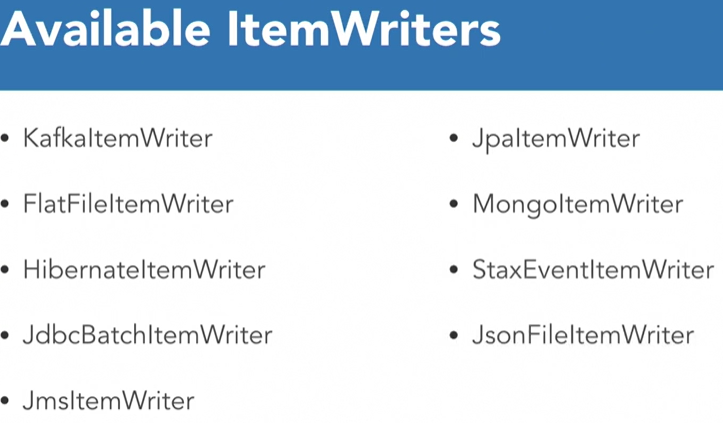 Available ItemWriters
• KafkaItemWriter
• FlatFileItemWriter
• HibernateItemWriter
• JdbcBatchItemWriter
• JmsItemWriter
• JpaItemWriter
• MongoItemWriter
• StaxEventItemWriter
• JsonFileItemWriter